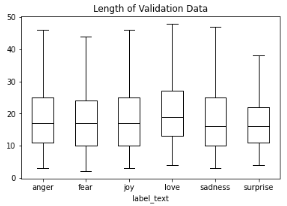 Length of Validation Data
50
40
30
20
10
0
anger fear joy love sadness surprise
label_text